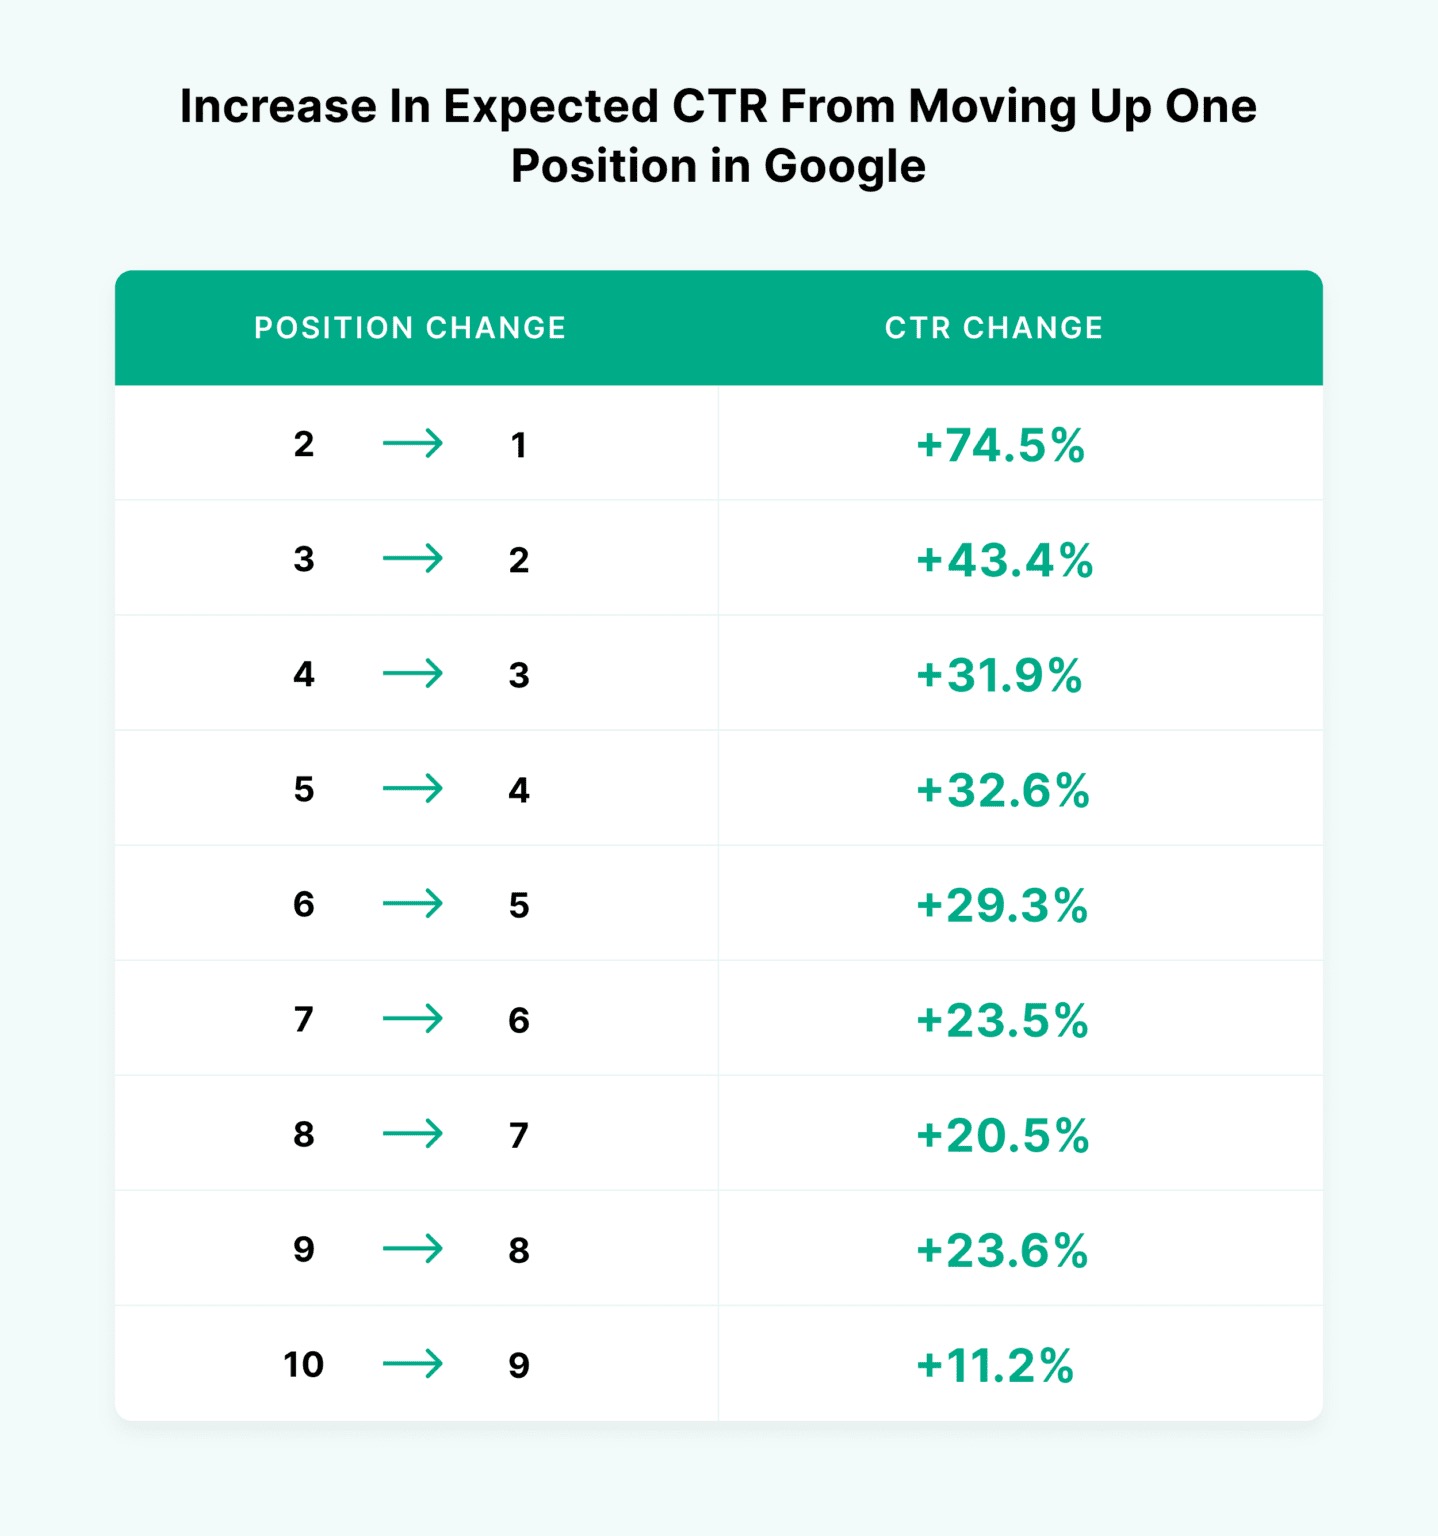 Increase In Expected CTR From Moving Up One
Position in Google
POSITION CHANGE CTR CHANGE
2 → 1 +74.5%
3 → 2 +43.4%
4 → 3 +31.9%
5 → 4 +32.6%
6 → 5 +29.3%
7 → 6 +23.5%
8 → 7 +20.5%
9 → 8 +23.6%
10 → 9 +11.2%